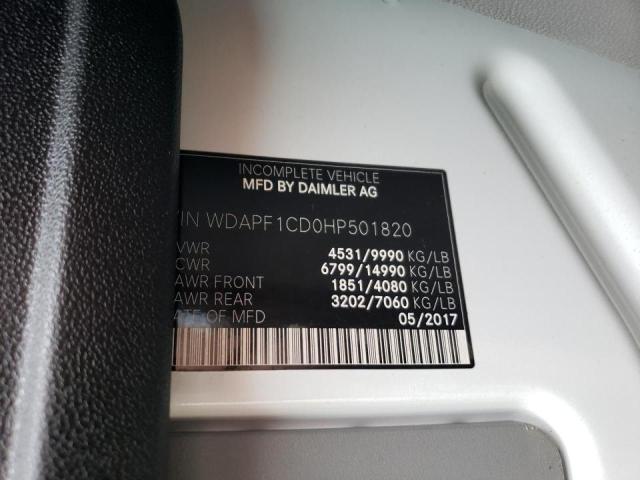 INCOMPLETE VEHICLE
MFD BY DAIMLER AG
IN WDAPF1CD0HP501820
VWR 4531/9990 KG/LB
CWR 6799/14990 KG/LB
AWR FRONT 1851/4080 KG/LB
AWR REAR 3202/7060 KG/LB
ATE OF MFD 05/2017